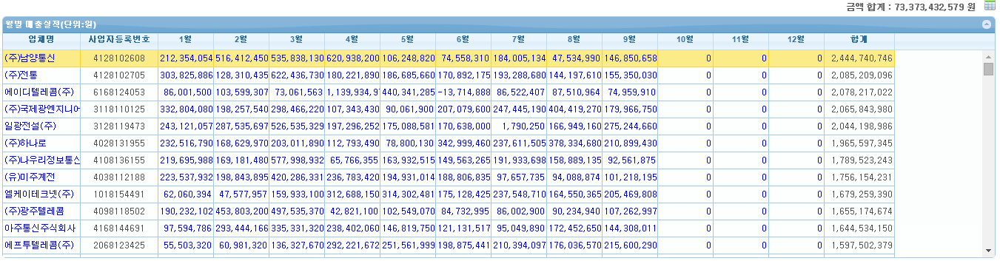 금액 합계 : 73,373,432,579 원
월별 매출실적(단위:원)
업체명 사업자등록번호 1월 2월 3월 4월 5월 6월 7월 8월 9월 10월 11월 12월 합계
(주)남양통신 4128102608 212,354,054 516,412,450 535,838,130 620,938,200 106,248,820 74,558,310 184,005,134 47,534,990 146,850,658 0 0 0 2,444,740,746
(주)전통 4128102705 303,825,886 128,310,435 622,436,730 180,221,890 186,685,660 170,892,175 193,288,680 144,197,610 155,350,030 0 0 0 2,085,209,096
에이디텔레콤(주) 6168124053 86,001,500 103,599,307 73,061,563 1,139,934,97 440,341,285 -13,714,888 86,522,407 87,510,964 74,959,910 0 0 0 2,078,217,022
(주)국제광엔지니어 3118110125 332,804,080 198,257,540 298,466,220 107,343,430 90,061,900 207,079,600 247,445,190 404,419,270 179,966,750 0 0 0 2,065,843,980
일광전설(주) 3128119473 243,121,057 287,535,697 526,535,329 197,296,252 175,088,581 170,638,000 1,790,250 166,949,160 275,244,660 0 0 0 2,044,198,986
(주)하나로 4028131955 232,516,790 168,629,970 203,011,890 112,793,490 78,800,130 342,999,460 237,611,505 378,334,680 210,899,430 0 0 0 1,965,597,345
(주)나우리정보통신 4108136155 219,695,988 169,181,480 577,998,932 65,766,355 163,932,515 149,563,265 191,933,698 158,889,135 92,561,875 0 0 0 1,789,523,243
(유)미주계전 4038112188 223,537,932 198,843,895 420,286,331 236,783,420 194,931,014 188,806,835 97,657,735 94,088,874 101,218,195 0 0 0 1,756,154,231
엘케이테크넷(주) 1018154491 62,060,394 47,577,957 159,933,100 312,688,150 314,302,481 175,128,425 237,548,710 164,550,365 205,469,808 0 0 0 1,679,259,390
(주)광주텔레콤 4098118502 190,232,102 453,803,200 497,535,370 42,821,100 102,549,070 84,732,995 86,002,900 90,234,940 107,262,997 0 0 0 1,655,174,674
아주통신주식회사 4168144691 97,594,786 293,444,166 335,331,320 238,402,060 146,819,750 121,131,517 95,049,890 172,452,650 144,308,011 0 0 0 1,644,534,150
에프투텔레콤(주) 2068123425 55,503,320 60,981,320 136,327,670 292,221,672 251,561,999 198,875,441 210,394,097 176,036,570 215,600,290 0 0 0 1,597,502,379